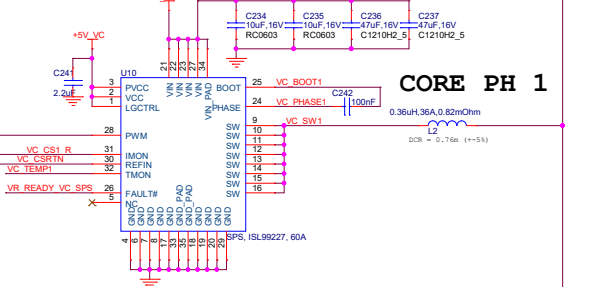 C234
10uF,16V
RC0603
C235
10uF,16V
RC0603
C236
47uF,16V
C1210H2_5
C237
47uF,16V
C1210H2_5
+5V_VC
C241
2.2uF
U10
21
22
23
27
34
VIN
VIN
VIN
VIN
VIN_PAD
3
PVCC
2
VCC
1
LGCTRL
28
PWM
VC_CS1_R
31
IMON
VC_CSRTN
30
REFIN
VC_TEMP1
32
TMON
VR_READY_VC_SPS
26
FAULT#
5
NC
BOOT
25
VC_BOOT1
PHASE
24
VC_PHASE1
C242
100nF
CORE PH 1
SW
9
VC_SW1
SW
10
SW
11
SW
12
SW
13
SW
14
SW
15
SW
16
0.36uH,36A,0.82mOhm
L2
DCR = 0.76m (+-5%)
GND
GND
GND
GND
GND
GND_PAD
GND_PAD
GND
GND
GND
GND
4
6
7
8
17
33
35
18
19
20
29
SPS, ISL99227, 60A